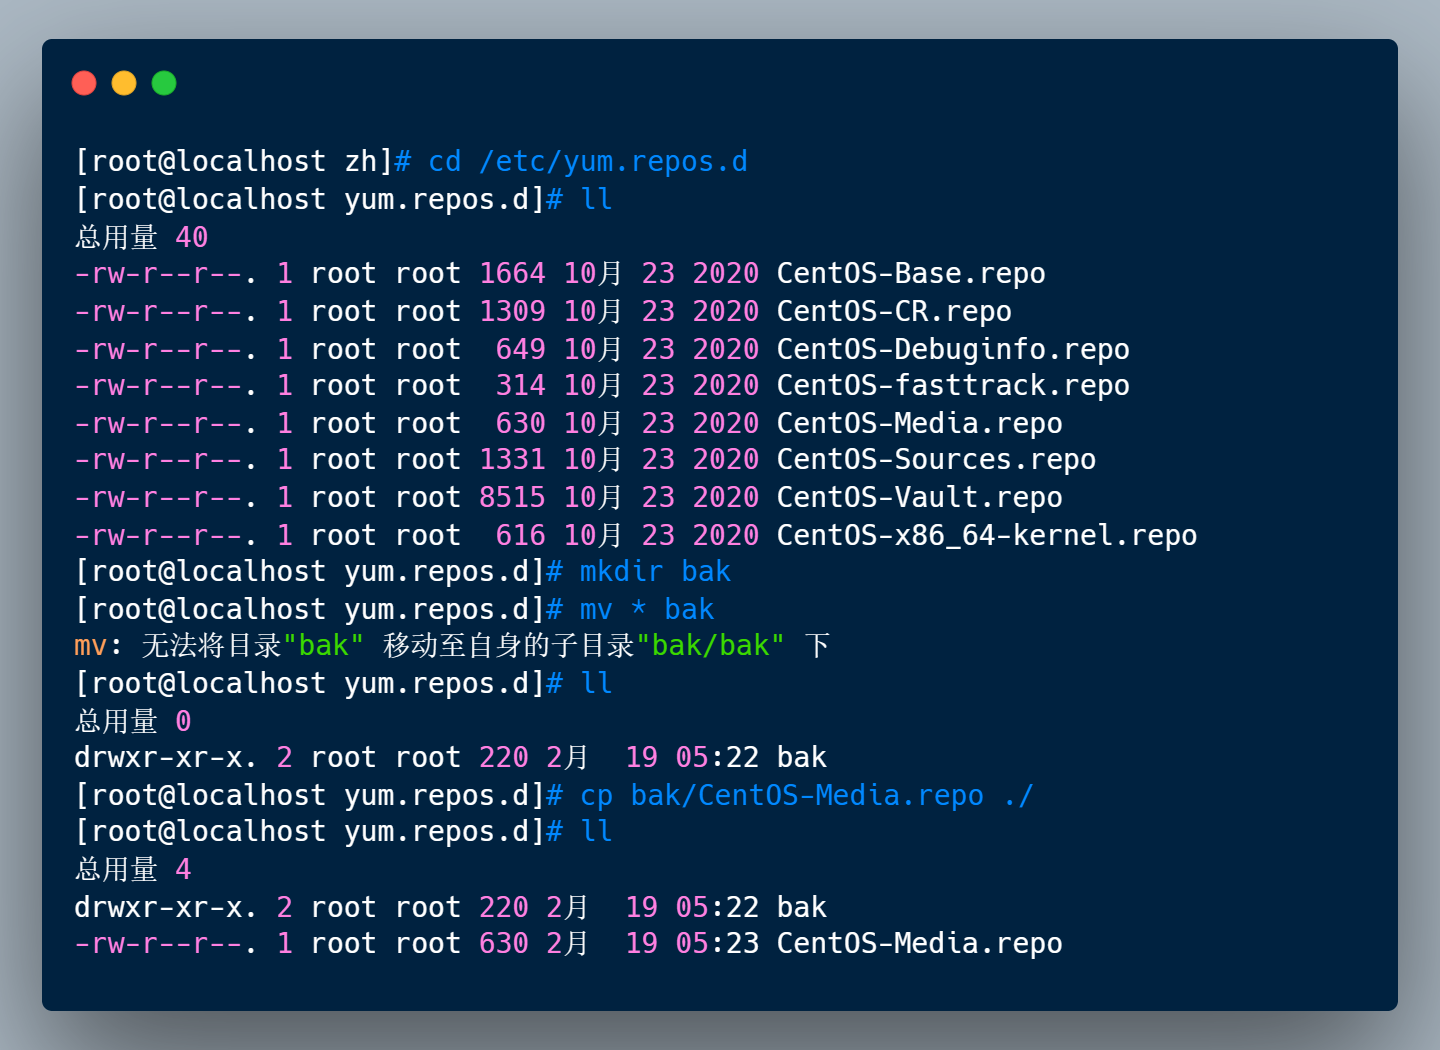 [root@localhost zh]# cd /etc/yum.repos.d
[root@localhost yum.repos.d]# ll
总用量 40
-rw-r--r--. 1 root root 1664 10月 23 2020 CentOS-Base.repo
-rw-r--r--. 1 root root 1309 10月 23 2020 CentOS-CR.repo
-rw-r--r--. 1 root root  649 10月 23 2020 CentOS-Debuginfo.repo
-rw-r--r--. 1 root root  314 10月 23 2020 CentOS-fasttrack.repo
-rw-r--r--. 1 root root  630 10月 23 2020 CentOS-Media.repo
-rw-r--r--. 1 root root 1331 10月 23 2020 CentOS-Sources.repo
-rw-r--r--. 1 root root 8515 10月 23 2020 CentOS-Vault.repo
-rw-r--r--. 1 root root  616 10月 23 2020 CentOS-x86_64-kernel.repo
[root@localhost yum.repos.d]# mkdir bak
[root@localhost yum.repos.d]# mv * bak
mv: 无法将目录"bak" 移动至自身的子目录"bak/bak" 下
[root@localhost yum.repos.d]# ll
总用量 0
drwxr-xr-x. 2 root root 220 2月  19 05:22 bak
[root@localhost yum.repos.d]# cp bak/CentOS-Media.repo ./
[root@localhost yum.repos.d]# ll
总用量 4
drwxr-xr-x. 2 root root 220 2月  19 05:22 bak
-rw-r--r--. 1 root root 630 2月  19 05:23 CentOS-Media.repo